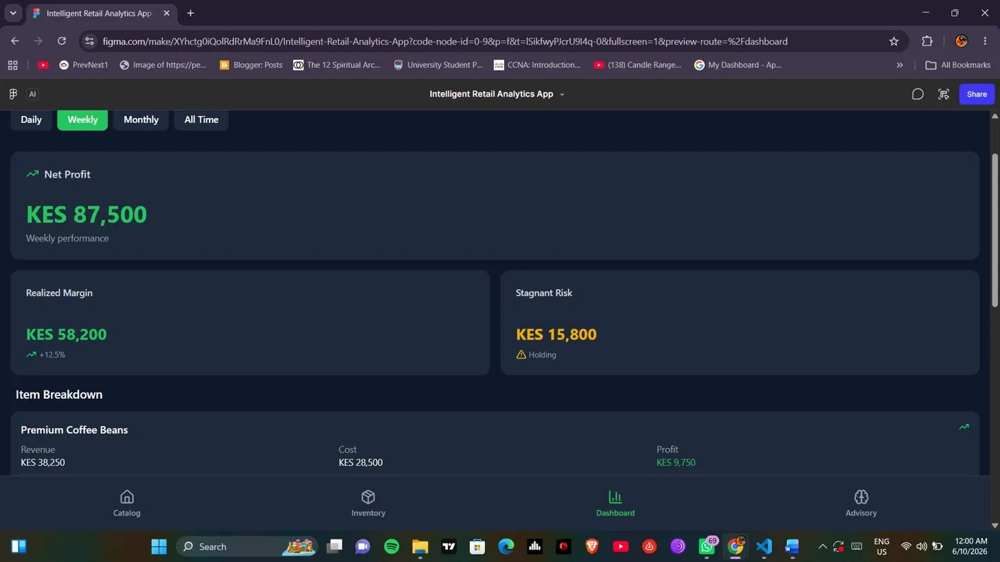 Intelligent Retail Analytics App
figma.com/make/XYhctg0iQolRdRrMa9FnL0/Intelligent-Retail-Analytics-App?code-node-id=0-9&p=f&t=lSikfwyPJcrU9I4q-0&fullscreen=1&preview-route=%2Fdashboard
PrevNext1
Image of https://pe...
Blogger: Posts
The 12 Spiritual Arc...
University Student P...
CCNA: Introduction...
(138) Candle Range...
My Dashboard - Ap...
All Bookmarks
AI
Intelligent Retail Analytics App
Share
Daily
Weekly
Monthly
All Time
Net Profit
KES 87,500
Weekly performance
Realized Margin
KES 58,200
+12.5%
Stagnant Risk
KES 15,800
Holding
Item Breakdown
Premium Coffee Beans
Revenue
KES 38,250
Cost
KES 28,500
Profit
KES 9,750
Catalog
Inventory
Dashboard
Advisory
Search
69
ENG
US
12:00 AM
6/10/2026